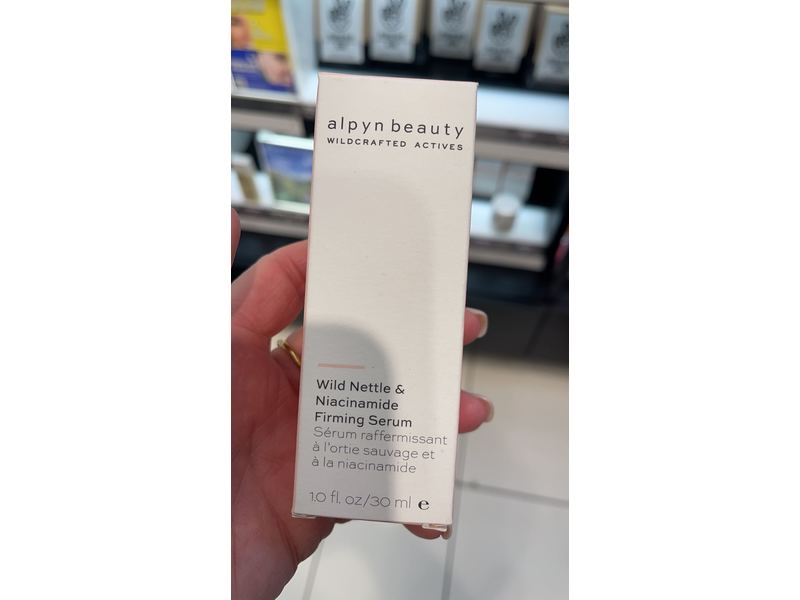 alpyn beauty
WILDCRAFTED ACTIVES
Wild Nettle &
Niacinamide
Firming Serum
Sérum raffermissant
à l'ortie sauvage et
à la niacinamide
1.0 fl. oz/30 ml e